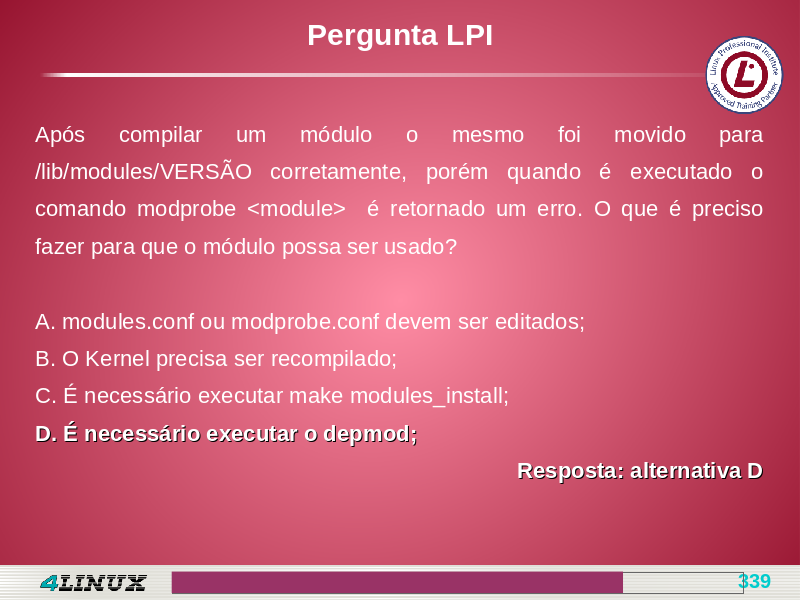 Pergunta LPI
Linux Professional Institute
Approved Training Partner
Após compilar um módulo o mesmo foi movido para
/lib/modules/VERSÃO corretamente, porém quando é executado o
comando modprobe <module>  é retornado um erro. O que é preciso
fazer para que o módulo possa ser usado?
A. modules.conf ou modprobe.conf devem ser editados;
B. O Kernel precisa ser recompilado;
C. É necessário executar make modules_install;
D. É necessário executar o depmod;
Resposta: alternativa D
4LINUX
339